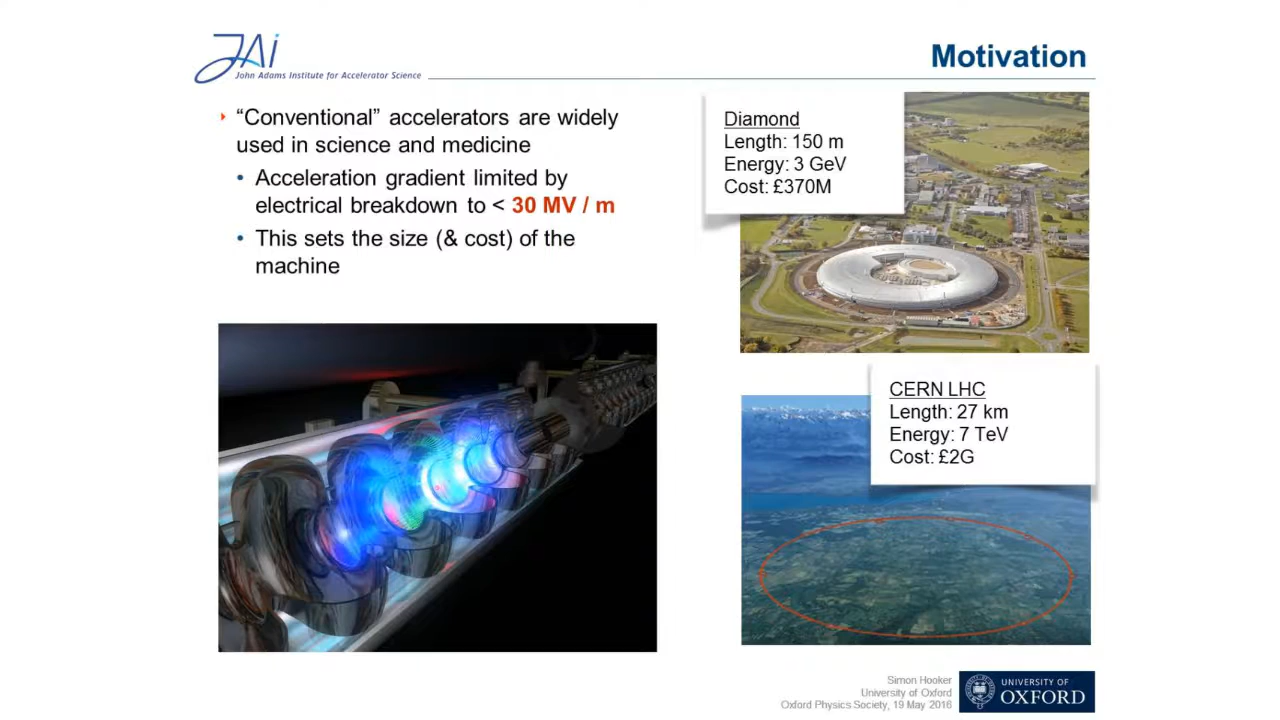 JAi
John Adams Institute for Accelerator Science
Motivation
“Conventional” accelerators are widely
used in science and medicine
• Acceleration gradient limited by
electrical breakdown to < 30 MV / m
• This sets the size (& cost) of the
machine
Diamond
Length: 150 m
Energy: 3 GeV
Cost: £370M
CERN LHC
Length: 27 km
Energy: 7 TeV
Cost: £2G
Simon Hooker
University of Oxford
Oxford Physics Society, 19 May 2016
UNIVERSITY OF
OXFORD